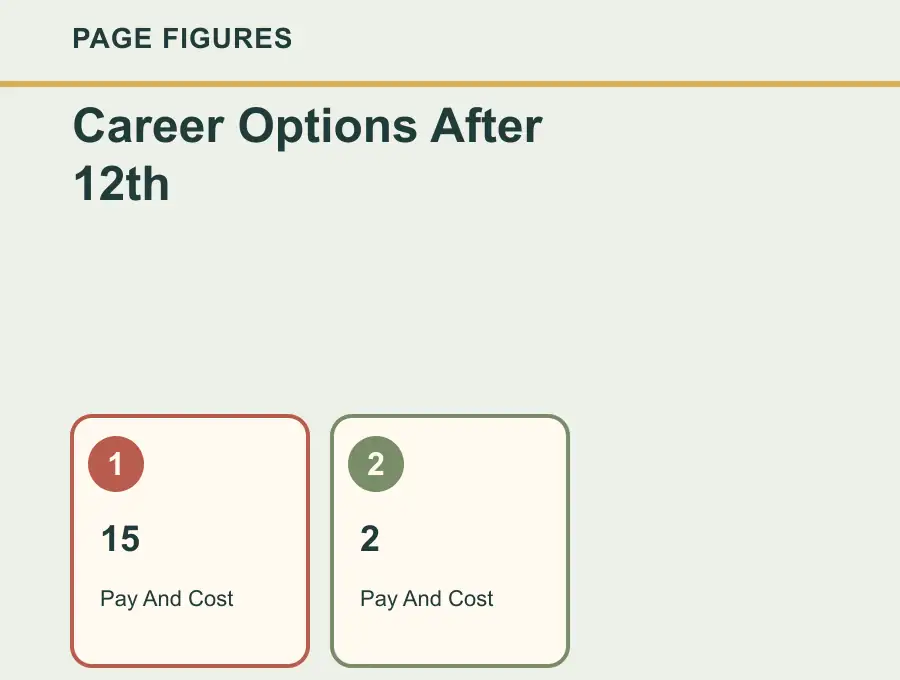 PAGE FIGURES
Career Options After
12th
1
15
Pay And Cost
2
2
Pay And Cost